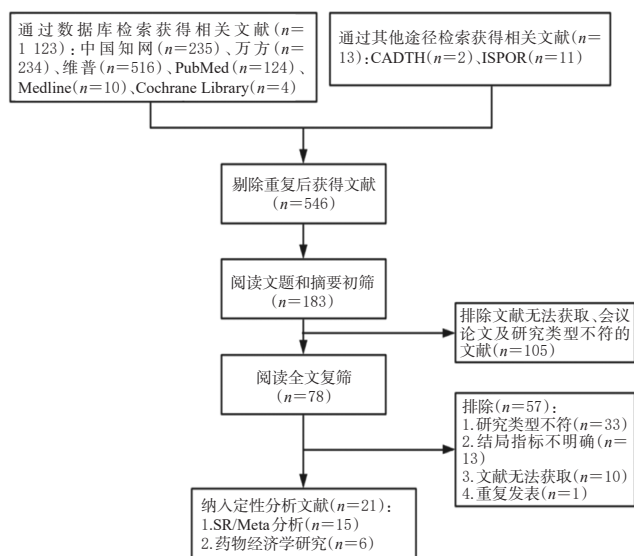 通过数据库检索获得相关文献(n=
1 123)：中国知网(n=235)、万方(n=
234)、维普(n=516)、PubMed(n=124)、
Medline(n=10)、Cochrane Library(n=4)
通过其他途径检索获得相关文献(n=
13)：CADTH(n=2)、ISPOR(n=11)
剔除重复后获得文献
(n=546)
阅读文题和摘要初筛
(n=183)
排除文献无法获取、会议
论文及研究类型不符的
文献(n=105)
阅读全文复筛
(n=78)
排除(n=57)：
1.研究类型不符(n=33)
2.结局指标不明确(n=
13)
3.文献无法获取(n=10)
4.重复发表(n=1)
纳入定性分析文献(n=21)：
1.SR/Meta分析(n=15)
2.药物经济学研究(n=6)